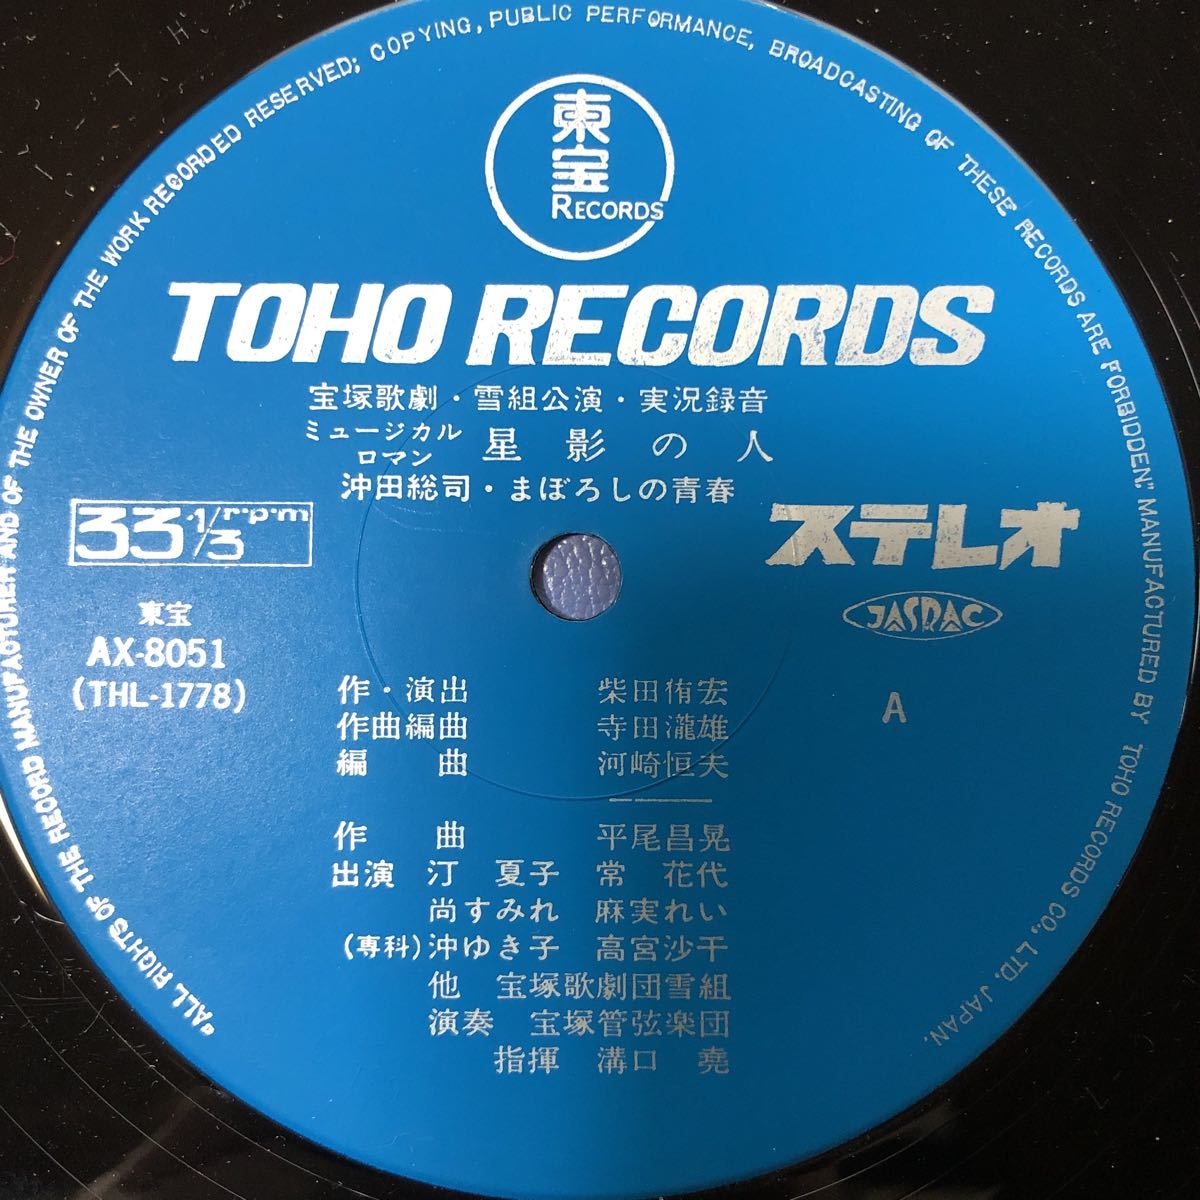 "ALL RIGHTS OF THE RECORD MANUFACTURER AND OF THE OWNER OF THE WORK RECORDED RESERVED; COPYING, PUBLIC PERFORMANCE, BROADCASTING OF THESE RECORDS ARE FORBIDDEN." MANUFACTURED BY TOHO RECORDS CO., LTD. JAPAN.
東宝
RECORDS
TOHO RECORDS
宝塚歌劇・雪組公演・実況録音
ミュージカル
ロマン 星影の人
沖田総司・まぼろしの青春
33 1/3 r.p.m
ステレオ
JASRAC
東宝
AX-8051
(THL-1778)
A
作・演出 柴田侑宏
作曲編曲 寺田瀧雄
編曲 河崎恒夫
作曲 平尾昌晃
出演 汀 夏子 常 花代
尚すみれ 麻実れい
(専科)沖ゆき子 高宮沙千
他 宝塚歌劇団雪組
演奏 宝塚管弦楽団
指揮 溝口 堯